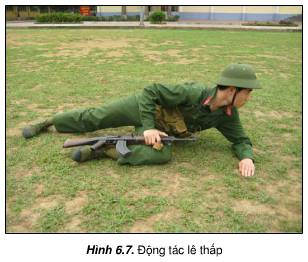 Hình 6.7. Động tác lê thấp